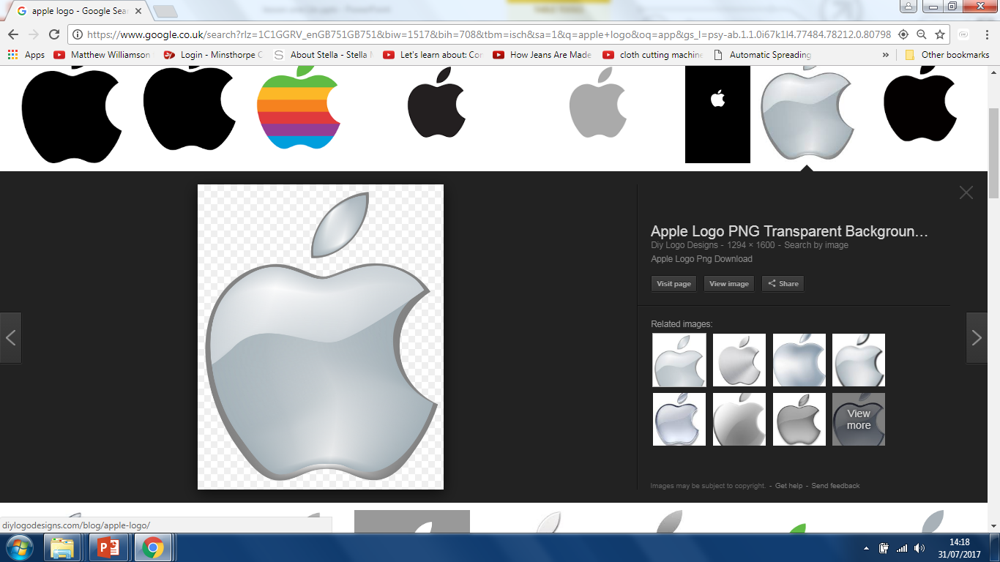 apple logo - Google Sea
https://www.google.co.uk/search?rlz=1C1GGRV_enGB751GB751&biw=1517&bih=708&tbm=isch&sa=1&q=apple+logo&oq=app&gs_l=psy-ab.1.1.0i67k1l4.77484.78212.0.80798
Apps
Matthew Williamson
Login - Minsthorpe C
About Stella - Stella M
Let's learn about: Cor
How Jeans Are Made
cloth cutting machine
Automatic Spreading
»
Other bookmarks
Apple Logo PNG Transparent Backgroun…
Diy Logo Designs - 1294 × 1600 - Search by image
Apple Logo Png Download
Visit page
View image
Share
Related images:
View
more
Images may be subject to copyright. - Get help - Send feedback
diylogodesigns.com/blog/apple-logo/
14:18
31/07/2017